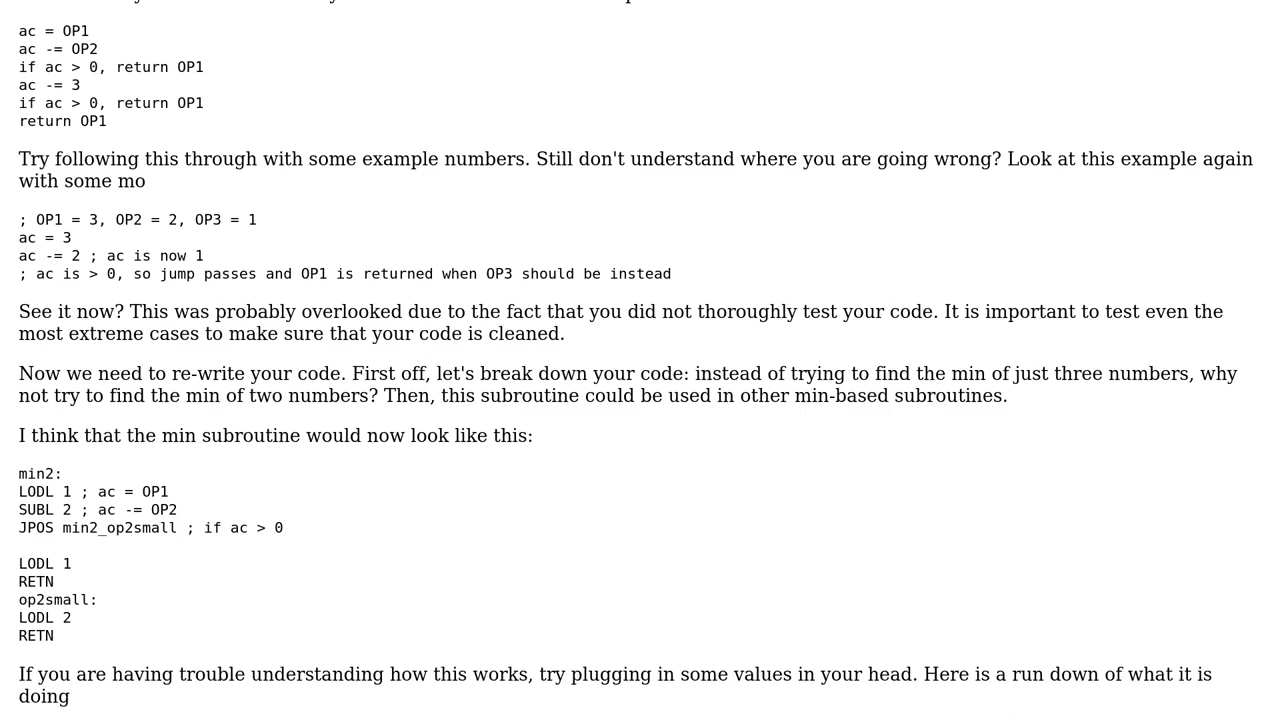 ac = OP1
ac -= OP2
if ac > 0, return OP1
ac -= 3
if ac > 0, return OP1
return OP1
Try following this through with some example numbers. Still don't understand where you are going wrong? Look at this example again
with some mo
; OP1 = 3, OP2 = 2, OP3 = 1
ac = 3
ac -= 2 ; ac is now 1
; ac is > 0, so jump passes and OP1 is returned when OP3 should be instead
See it now? This was probably overlooked due to the fact that you did not thoroughly test your code. It is important to test even the
most extreme cases to make sure that your code is cleaned.
Now we need to re-write your code. First off, let's break down your code: instead of trying to find the min of just three numbers, why
not try to find the min of two numbers? Then, this subroutine could be used in other min-based subroutines.
I think that the min subroutine would now look like this:
min2:
LODL 1 ; ac = OP1
SUBL 2 ; ac -= OP2
JPOS min2_op2small ; if ac > 0
LODL 1
RETN
op2small:
LODL 2
RETN
If you are having trouble understanding how this works, try plugging in some values in your head. Here is a run down of what it is
doing